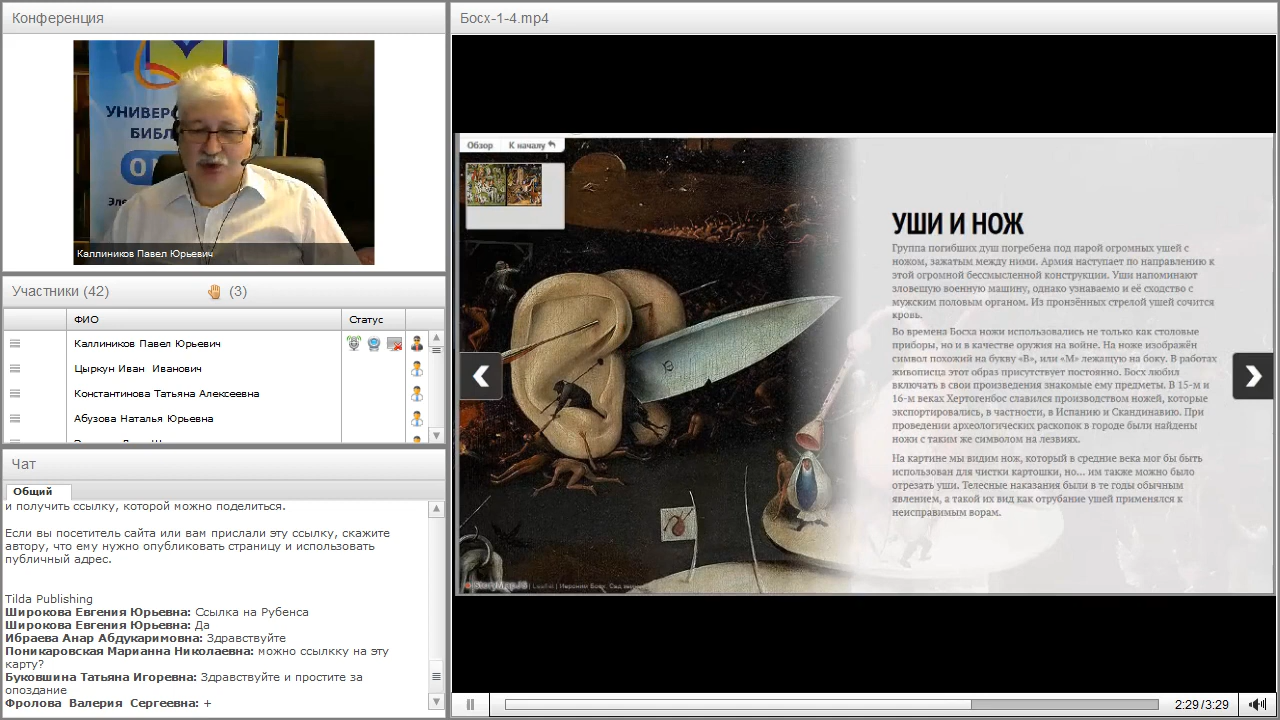 Конференция
УНИВЕР
БИБЛ
Эле
Каллиников Павел Юрьевич
Участники (42)
(3)
ФИО
Статус
Каллиников Павел Юрьевич
Цыркун Иван Иванович
Константинова Татьяна Алексеевна
Абузова Наталья Юрьевна
Чат
Общий
и получить ссылку, которой можно поделиться.
Если вы посетитель сайта или вам прислали эту ссылку, скажите
автору, что ему нужно опубликовать страницу и использовать
публичный адрес.
Tilda Publishing
Широкова Евгения Юрьевна: Ссылка на Рубенса
Широкова Евгения Юрьевна: Да
Ибраева Анар Абдукаримовна: Здравствуйте
Поникаровская Марианна Николаевна: можно ссылкку на эту
карту?
Буковшина Татьяна Игоревна: Здравствуйте и простите за
опоздание
Фролова Валерия Сергеевна: +
Босх-1-4.mp4
Обзор К началу
УШИ И НОЖ
Группа погибших душ погребена под парой огромных ушей с
ножом, зажатым между ними. Армия наступает по направлению к
этой огромной бессмысленной конструкции. Уши напоминают
зловещую военную машину, однако узнаваемо и её сходство с
мужским половым органом. Из пронзённых стрелой ушей сочится
кровь.
Во времена Босха ножи использовались не только как столовые
приборы, но и в качестве оружия на войне. На ноже изображён
символ похожий на букву «B», или «M» лежащую на боку. В работах
живописца этот образ присутствует постоянно. Босх любил
включать в свои произведения знакомые ему предметы. В 15-м и
16-м веках Хертогенбос славился производством ножей, которые
экспортировались, в частности, в Испанию и Скандинавию. При
проведении археологических раскопок в городе были найдены
ножи с таким же символом на лезвиях.
На картине мы видим нож, который в средние века мог бы быть
использован для чистки картошки, но... им также можно было
отрезать уши. Телесные наказания были в те годы обычным
явлением, а такой их вид как отрубание ушей применялся к
неисправимым ворам.
StoryMapJS | Leaflet | Иероним Босх. Сад
2:29/3:29